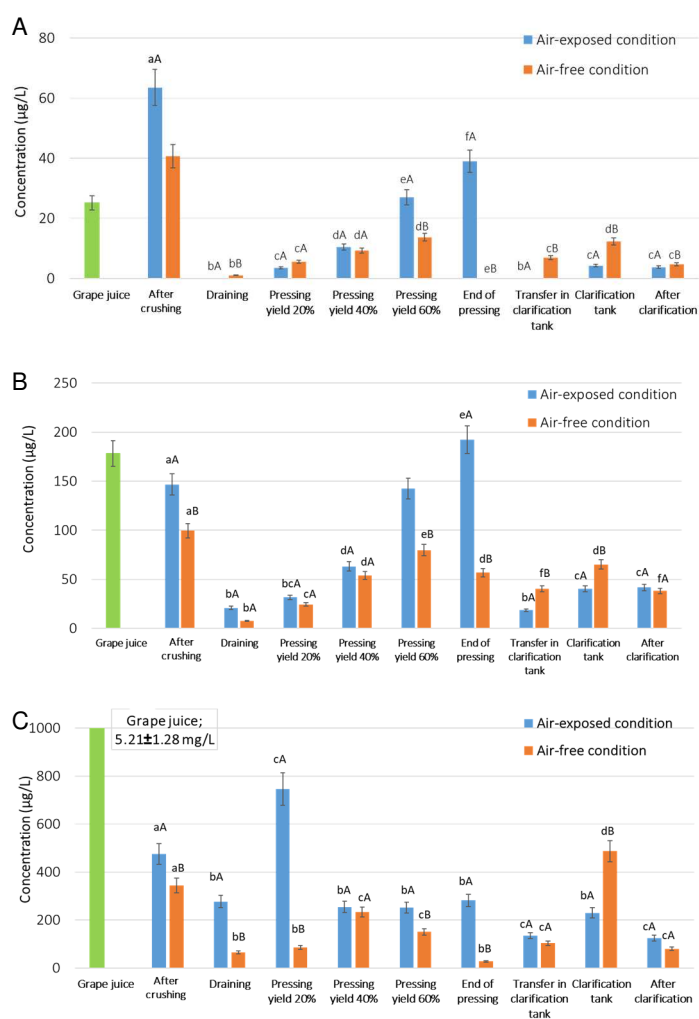 A
Concentration (µg/L)
80
60
40
20
0
Air-exposed condition
Air-free condition
aA
bA bB
cA cA
dA dA
eA
dB
fA
eB
bA
cB
cA
dB
cA cB
Grape juice
After
crushing
Draining
Pressing
yield 20%
Pressing
yield 40%
Pressing
yield 60%
End of
pressing
Transfer in
clarification
tank
Clarification
tank
After
clarification
B
Concentration (µg/L)
250
200
150
100
50
0
Air-exposed condition
Air-free condition
aA
aB
bA
bA
bcA
cA
dA
dA
eB
eA
dB
bA
fB
cA
dB
cA
fA
Grape juice
After
crushing
Draining
Pressing
yield 20%
Pressing
yield 40%
Pressing
yield 60%
End of
pressing
Transfer in
clarification tank
Clarification
tank
After
clarification
C
Concentration (µg/L)
1000
800
600
400
200
0
Grape juice;
5.21±1.28 mg/L
Air-exposed condition
Air-free condition
aA
aB
bA
bB
cA
bB
bA
cA
bA
cB
bA
bB
cA
cA
bA
dB
cA
cA
Grape juice
After
crushing
Draining
Pressing
yield 20%
Pressing
yield 40%
Pressing
yield 60%
End of
pressing
Transfer in
clarification tank
Clarification
tank
After
clarification